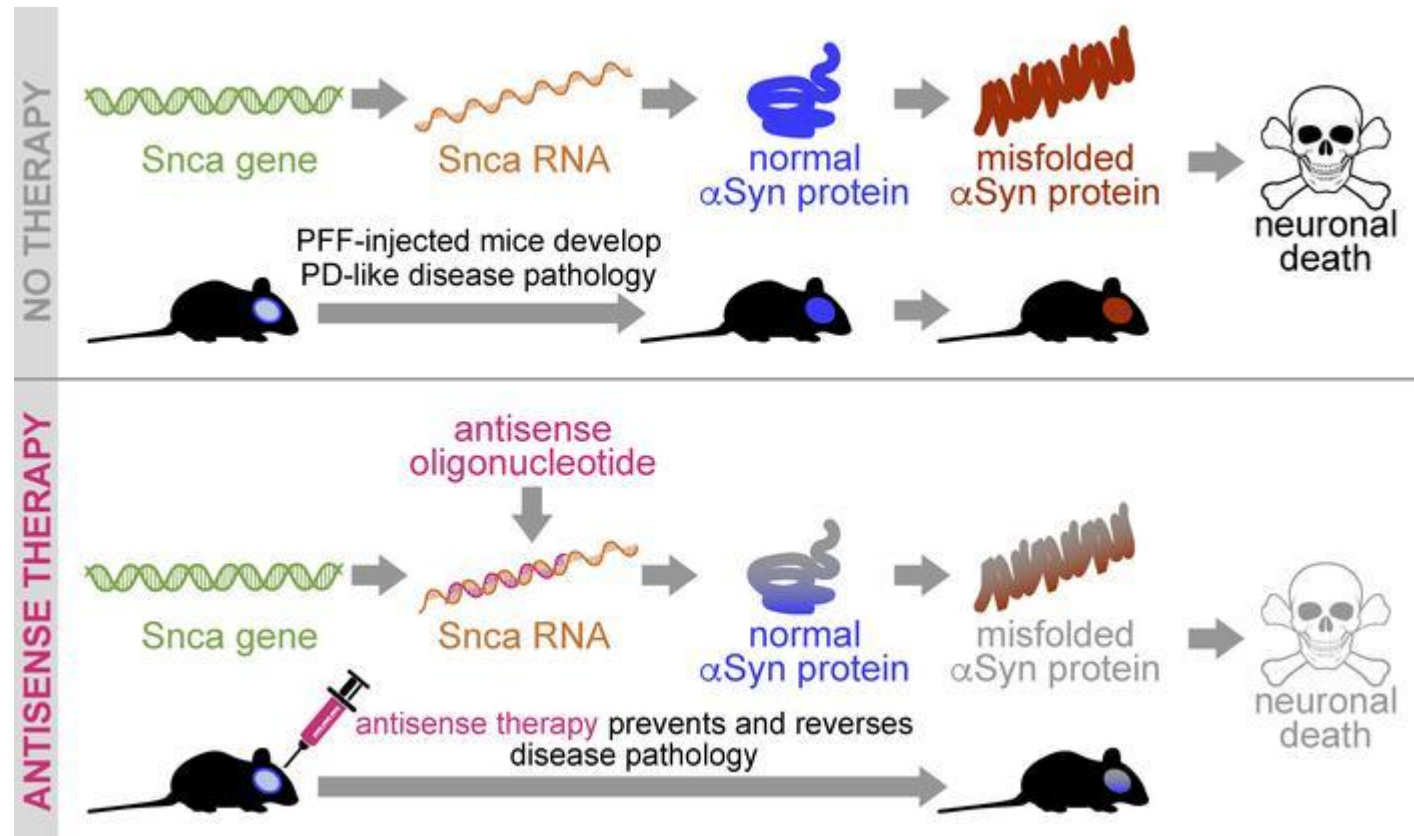 NO THERAPY
Snca gene
Snca RNA
normal
αSyn protein
misfolded
αSyn protein
neuronal
death
PFF-injected mice develop
PD-like disease pathology
ANTISENSE THERAPY
antisense
oligonucleotide
Snca gene
Snca RNA
normal
αSyn protein
misfolded
αSyn protein
neuronal
death
antisense therapy prevents and reverses
disease pathology